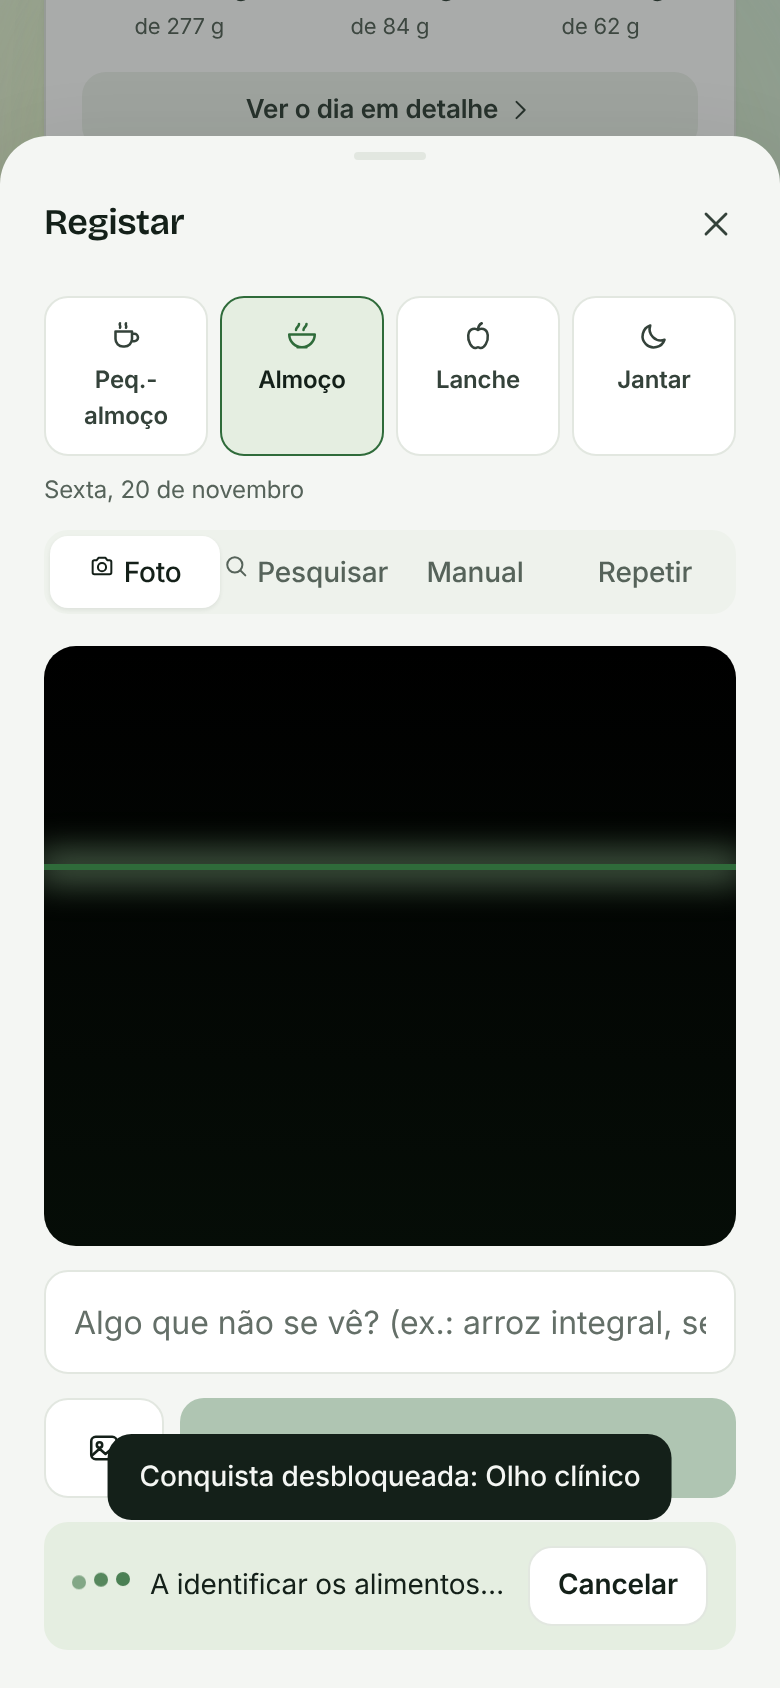 de 277 g
de 84 g
de 62 g
Ver o dia em detalhe
Registar
Peq.-
almoço
Almoço
Lanche
Jantar
Sexta, 20 de novembro
Foto
Pesquisar
Manual
Repetir
Algo que não se vê? (ex.: arroz integral, se
Conquista desbloqueada: Olho clínico
A identificar os alimentos...
Cancelar